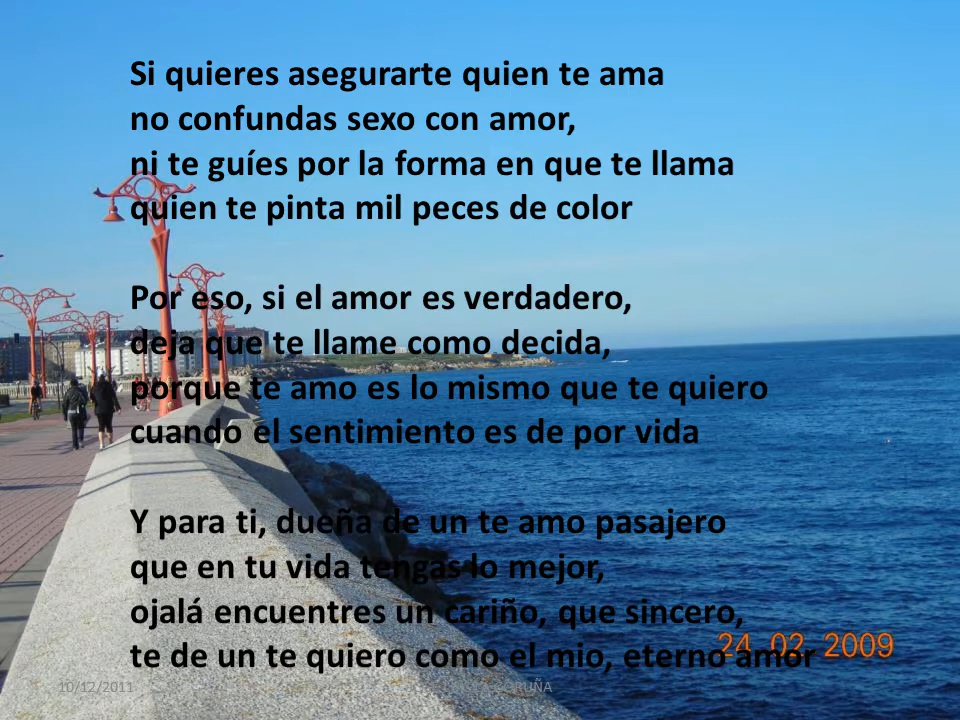 Si quieres asegurarte quien te ama
no confundas sexo con amor,
ni te guíes por la forma en que te llama
quien te pinta mil peces de color
Por eso, si el amor es verdadero,
deja que te llame como decida,
porque te amo es lo mismo que te quiero
cuando el sentimiento es de por vida
Y para ti, dueña de un te amo pasajero
que en tu vida tengas lo mejor,
ojalá encuentres un cariño, que sincero,
te de un te quiero como el mio, eterno amor
24 02 2009
10/12/2011